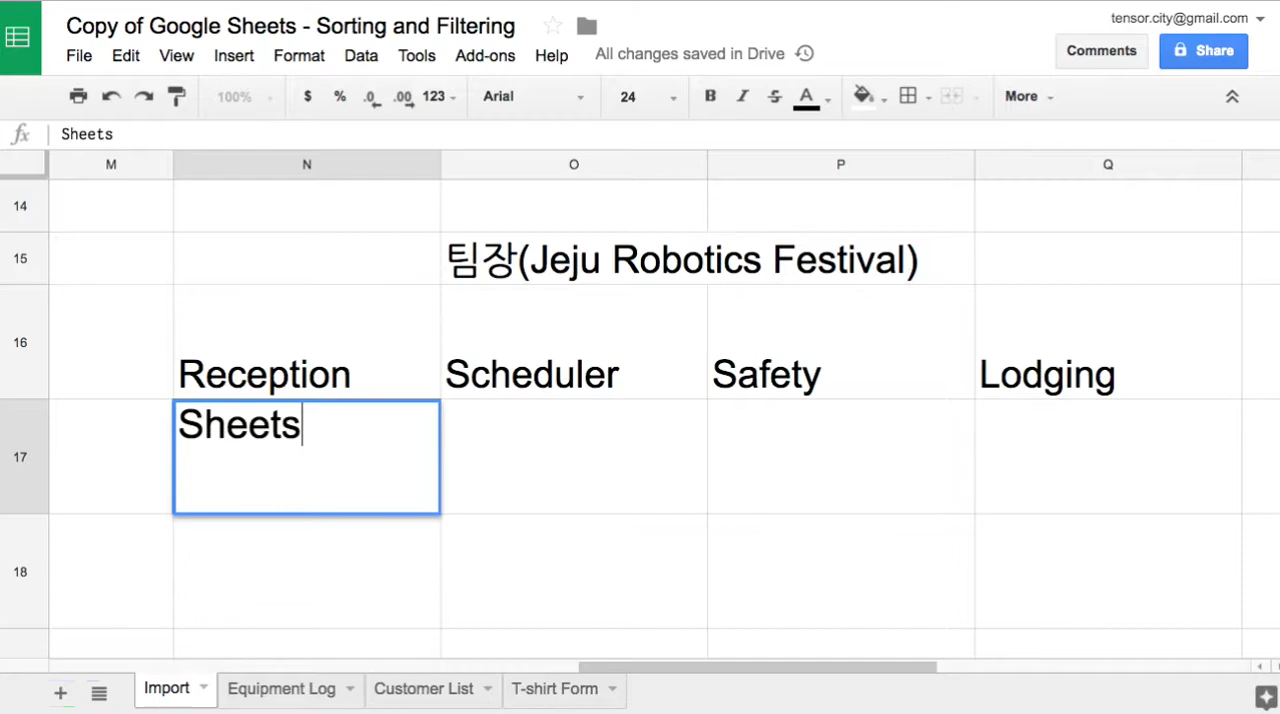 Copy of Google Sheets - Sorting and Filtering
tensor.city@gmail.com
File Edit View Insert Format Data Tools Add-ons Help All changes saved in Drive
Comments Share
100% $ % .0 .00 123 Arial 24 B I S A More
fx Sheets
M N O P Q
14
15 팀장(Jeju Robotics Festival)
16 Reception Scheduler Safety Lodging
17 Sheets
18
Import Equipment Log Customer List T-shirt Form